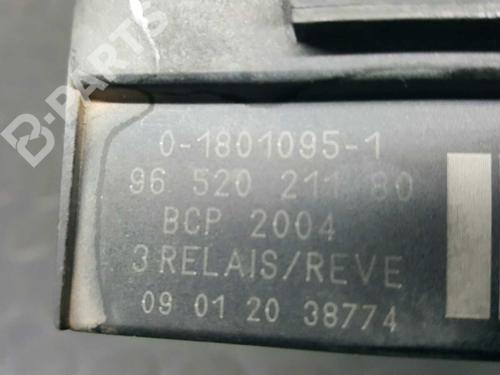 B-PARTS
0-1801095-1
96 520 211 80
BCP 2004
3 RELAIS/REVE
09 01 20 38774